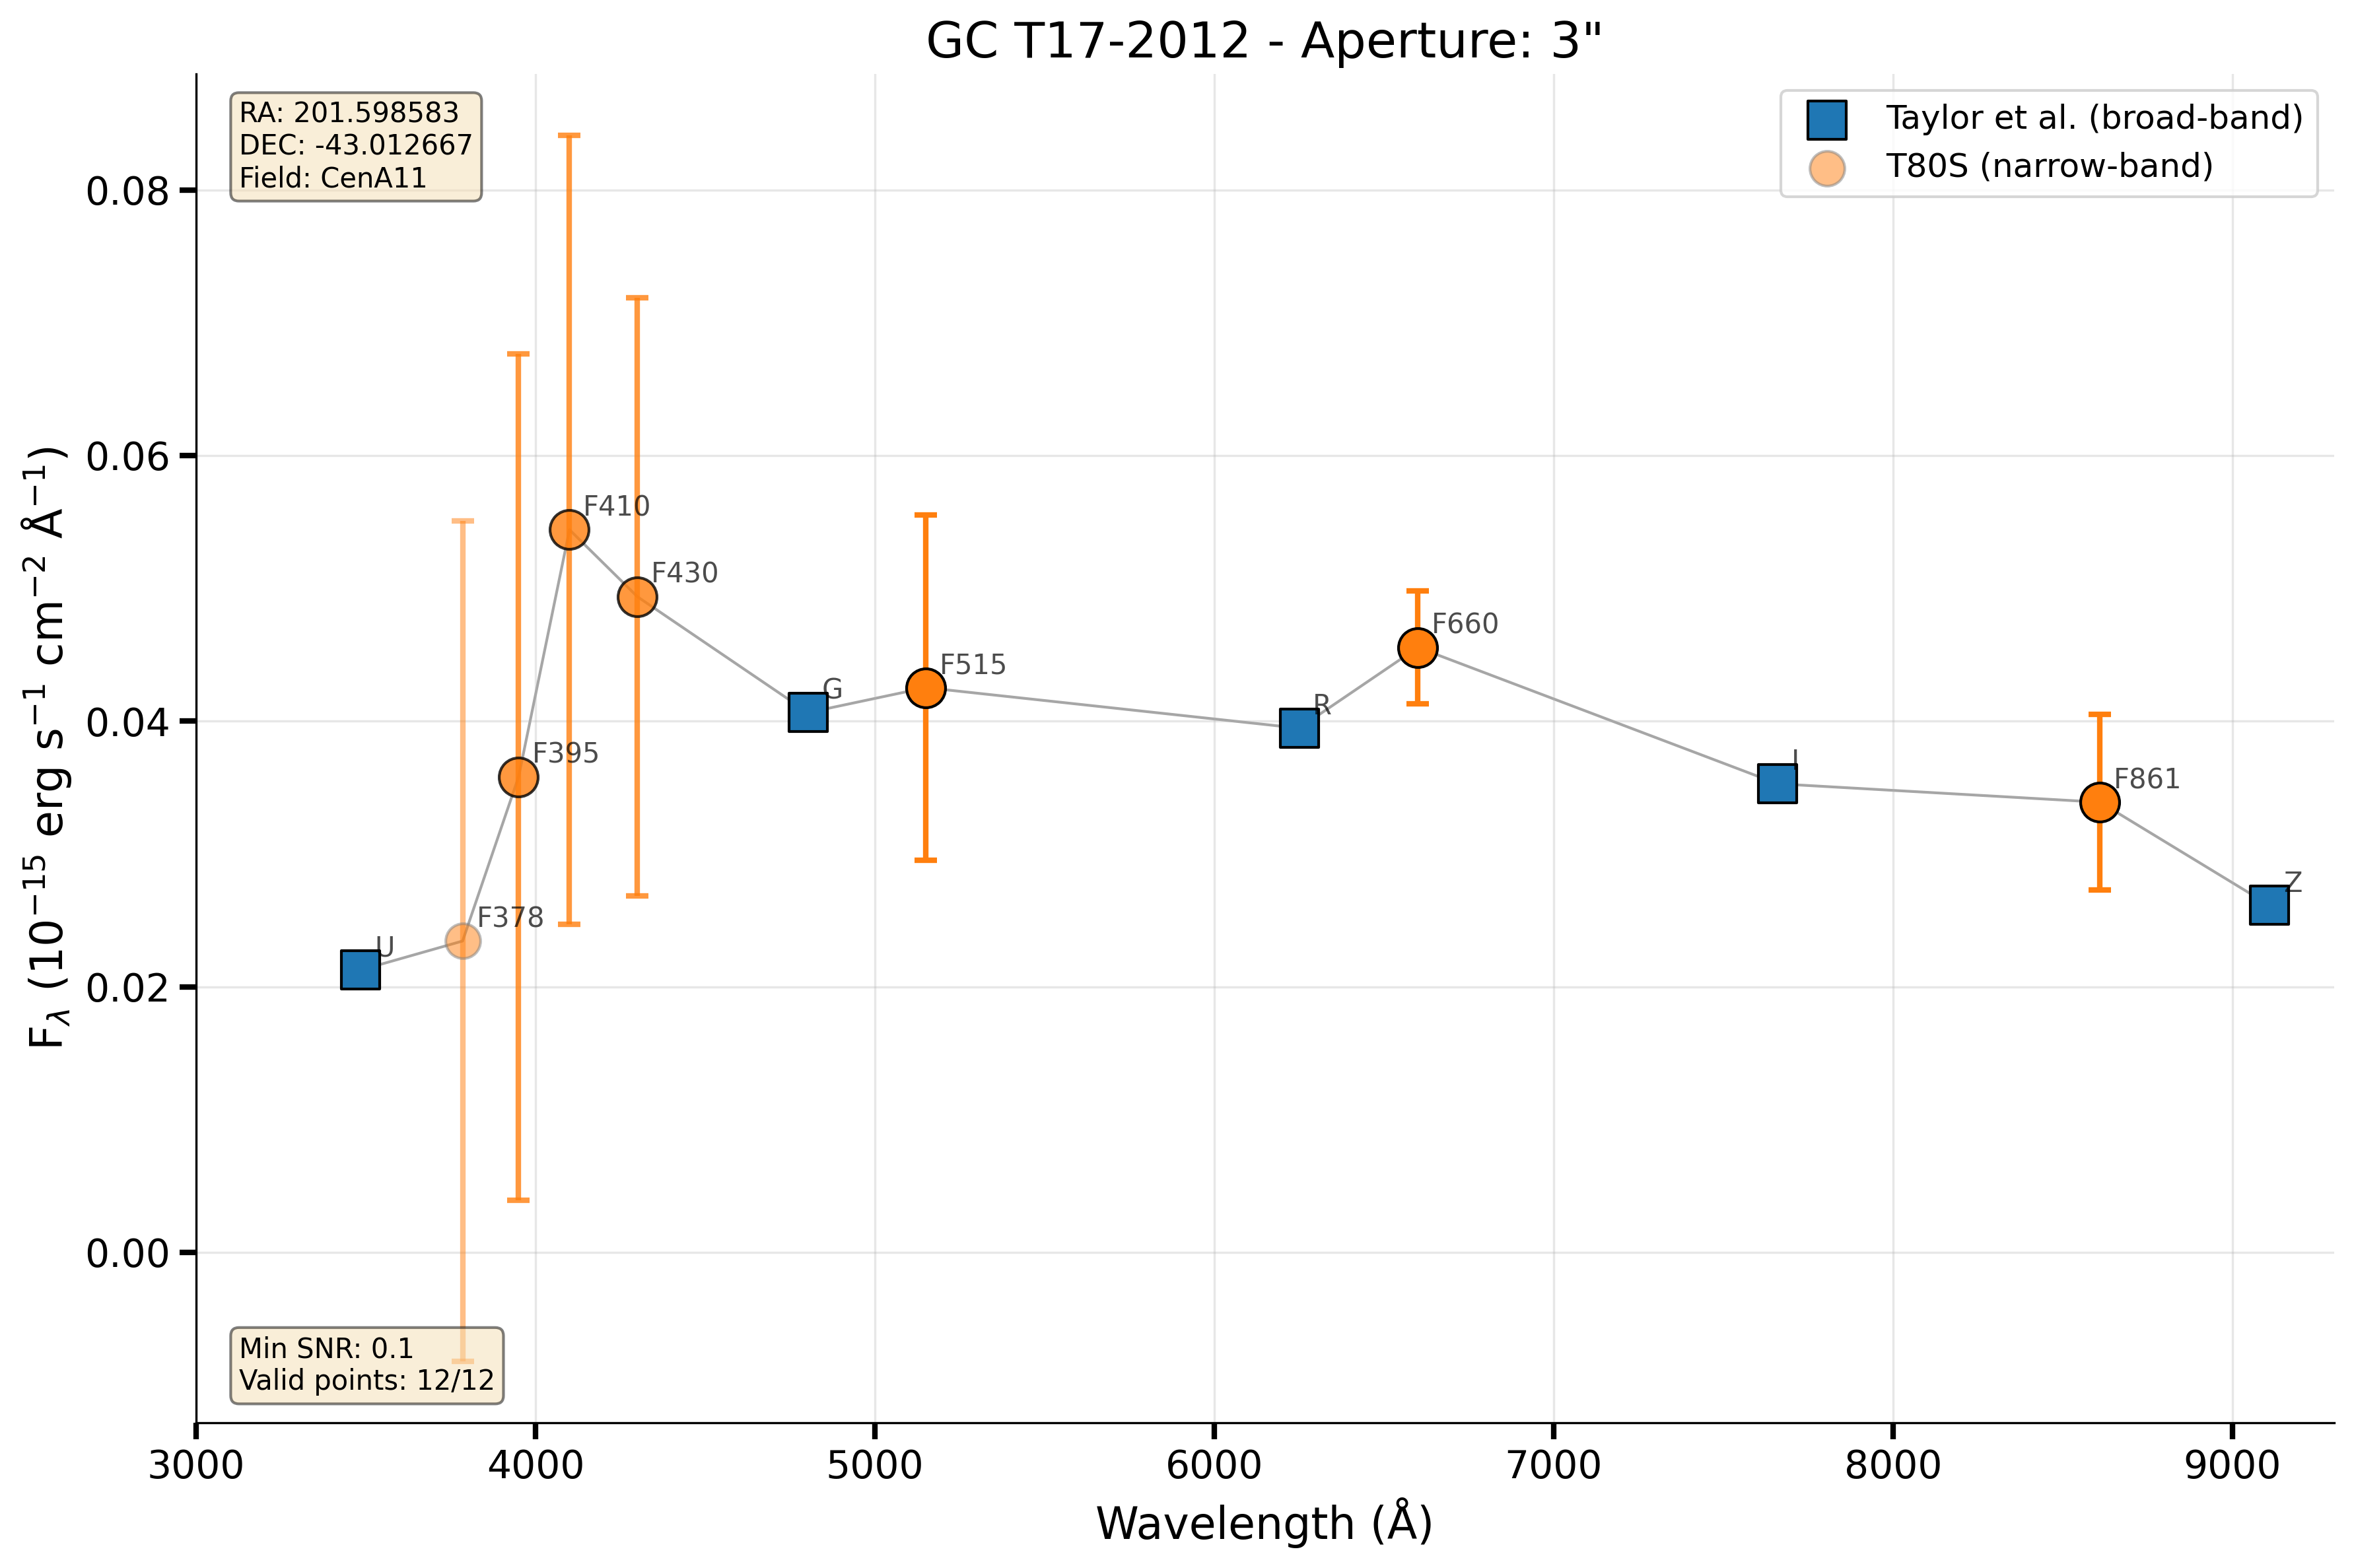 GC T17-2012 - Aperture: 3"
RA: 201.598583
DEC: -43.012667
Field: CenA11
Taylor et al. (broad-band)
T80S (narrow-band)
0.08
0.06
0.04
0.02
0.00
F410
F430
F660
F515
G
R
F395
I
F861
Z
F378
U
Min SNR: 0.1
Valid points: 12/12
3000 4000 5000 6000 7000 8000 9000
Wavelength (Å)
Fλ (10⁻¹⁵ erg s⁻¹ cm⁻² Å⁻¹)